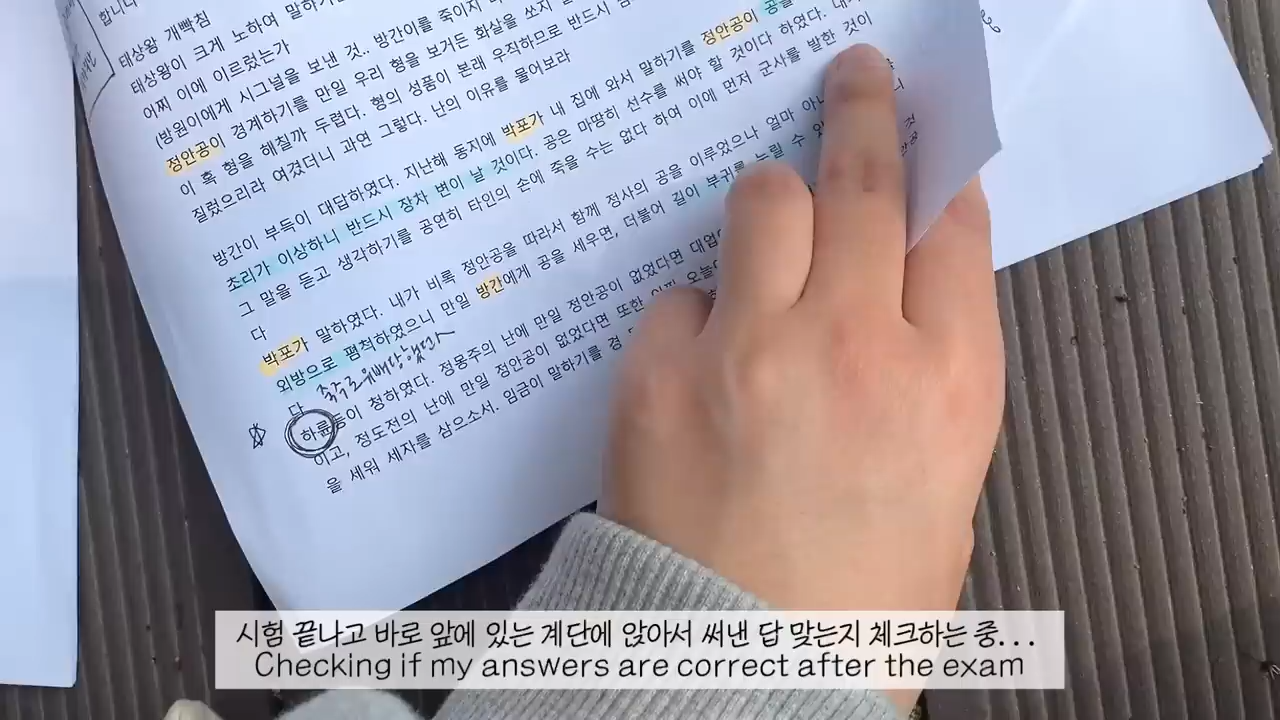 합니다
태상왕 개빡침
태상왕이 크게 노하여 말하기
어찌 이에 이르렀는가
(방원이에게 시그널을 보낸 것.. 방간이를 죽이지
정안공이 경계하기를 만일 우리 형을 보거든 화살을 쏘지
이 혹 형을 해칠까 두렵다. 형의 성품이 본래 우직하므로 반드시
질렀으리라 여겼더니 과연 그렇다. 난의 이유를 물어보라
방간이 부득이 대답하였다. 지난해 동지에 박포가 내 집에 와서 말하기를 정안공이 공을
초리가 이상하니 반드시 장차 변이 날 것이다. 공은 마땅히 선수를 써야 할 것이다 하였다. 내가
그 말을 듣고 생각하기를 공연히 타인의 손에 죽을 수는 없다 하여 이에 먼저 군사를 발한 것이
다
박포가 말하였다. 내가 비록 정안공을 따라서 함께 정사의 공을 이루었으나 얼마 아니
외방으로 폄척하였으니 만일 방간에게 공을 세우면, 더불어 길이 부귀를 누릴 수
다
하륜등이 청하였다. 정몽주의 난에 만일 정안공이 없었다면 대업
이고, 정도전의 난에 만일 정안공이 없었다면 또한 어찌 오늘
을 세워 세자를 삼으소서. 임금이 말하기를 경
시험 끝나고 바로 앞에 있는 계단에 앉아서 써낸 답 맞는지 체크하는 중...
Checking if my answers are correct after the exam